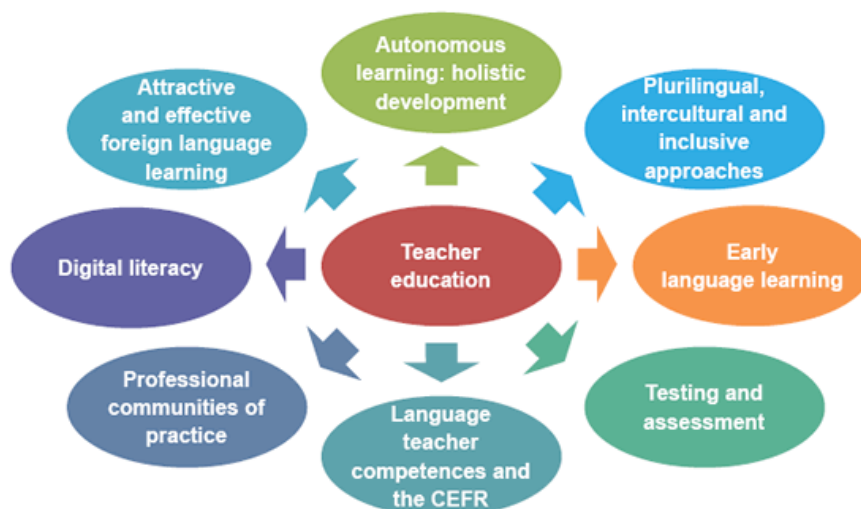 Autonomous
learning: holistic
development
Attractive
and effective
foreign language
learning
Plurilingual,
intercultural and
inclusive
approaches
Digital literacy
Teacher
education
Early
language learning
Professional
communities of
practice
Language
teacher
competences and
the CEFR
Testing and
assessment